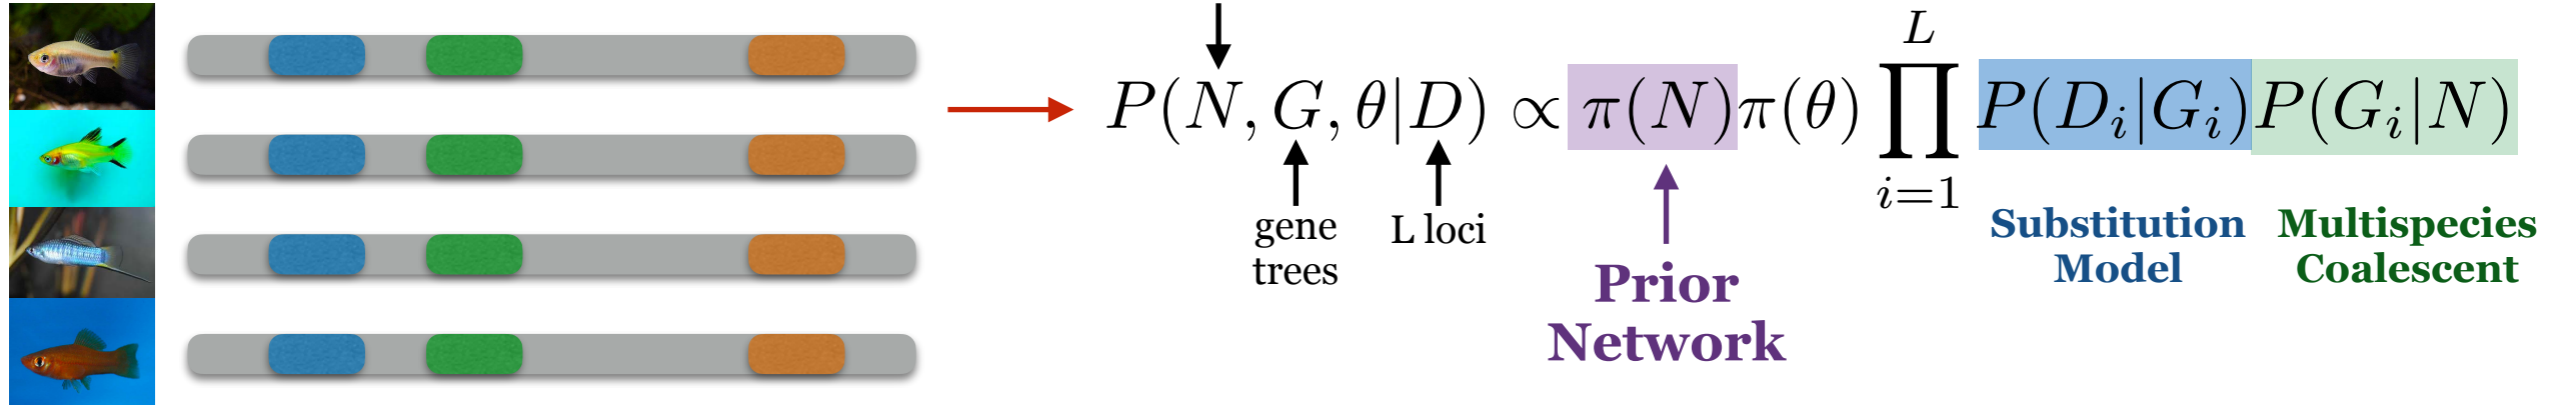 L
P(N, G, θ|D) ∝ π(N)π(θ) ∏ P(D_i|G_i)P(G_i|N)
i=1
gene
trees
L loci
Prior
Network
Substitution
Model
Multispecies
Coalescent